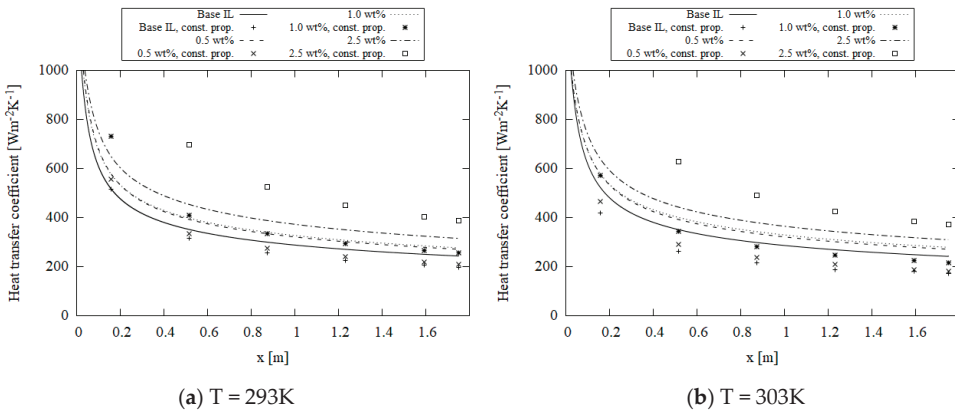 Base IL
1.0 wt%
Base IL, const. prop.
1.0 wt%, const. prop.
0.5 wt%
2.5 wt%
0.5 wt%, const. prop.
2.5 wt%, const. prop.
Heat transfer coefficient [Wm-2K-1]
1000
800
600
400
200
0
0 0.2 0.4 0.6 0.8 1 1.2 1.4 1.6
x [m]
(a) T = 293K
Base IL
1.0 wt%
Base IL, const. prop.
1.0 wt%, const. prop.
0.5 wt%
2.5 wt%
0.5 wt%, const. prop.
2.5 wt%, const. prop.
Heat transfer coefficient [Wm-2K-1]
1000
800
600
400
200
0
0 0.2 0.4 0.6 0.8 1 1.2 1.4 1.6
x [m]
(b) T = 303K